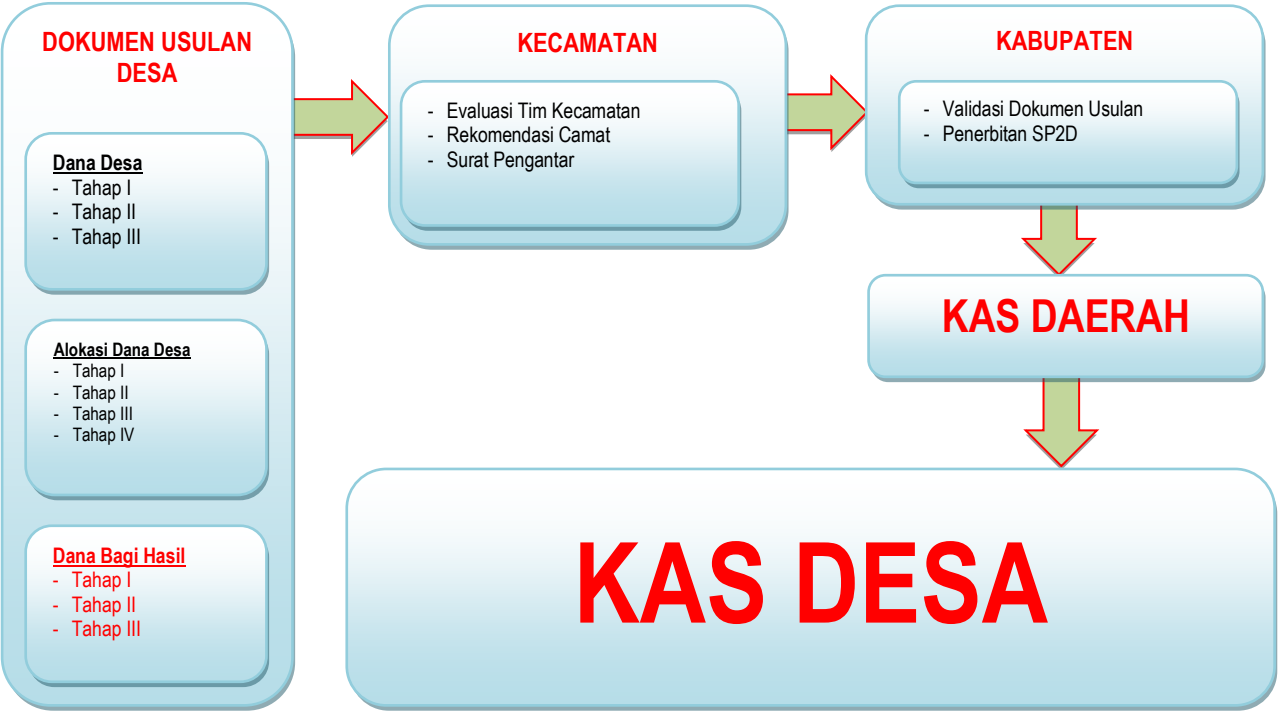 DOKUMEN USULAN
DESA
Dana Desa
- Tahap I
- Tahap II
- Tahap III
Alokasi Dana Desa
- Tahap I
- Tahap II
- Tahap III
- Tahap IV
Dana Bagi Hasil
- Tahap I
- Tahap II
- Tahap III
KECAMATAN
- Evaluasi Tim Kecamatan
- Rekomendasi Camat
- Surat Pengantar
KABUPATEN
- Validasi Dokumen Usulan
- Penerbitan SP2D
KAS DAERAH
KAS DESA